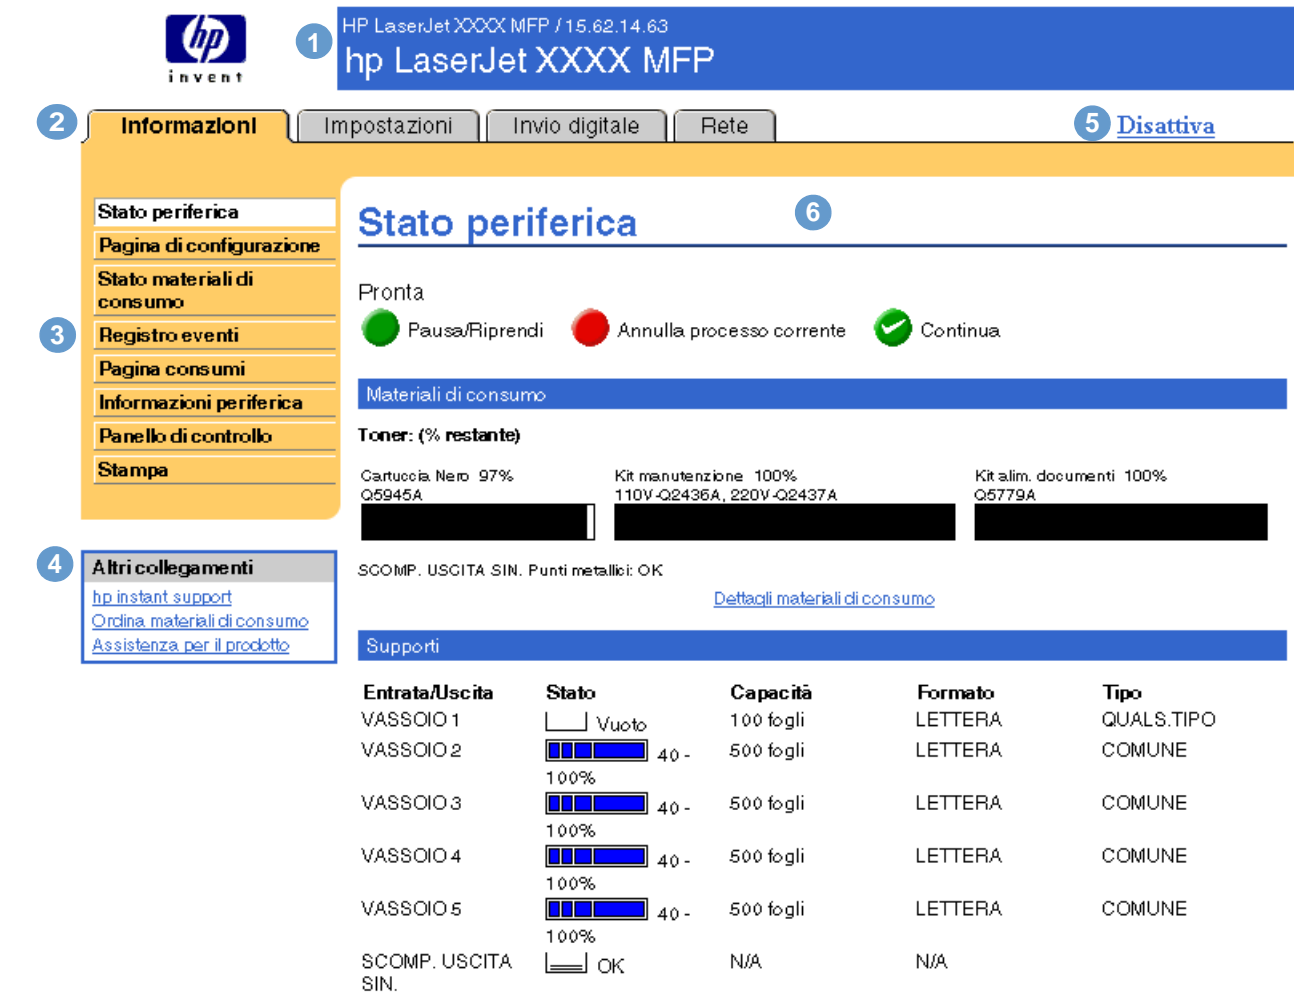 hp
invent
1
HP LaserJet XXXX MFP / 15.62.14.63
hp LaserJet XXXX MFP
2
Informazioni
Impostazioni
Invio digitale
Rete
5
Disattiva
Stato periferica
Pagina di configurazione
Stato materiali di
consumo
3
Registro eventi
Pagina consumi
Informazioni periferica
Panello di controllo
Stampa
4
Altri collegamenti
hp instant support
Ordina materiali di consumo
Assistenza per il prodotto
Stato periferica
6
Pronta
Pausa/Riprendi
Annulla processo corrente
Continua
Materiali di consumo
Toner: (% restante)
Cartuccia Nero 97%
Q5945A
Kit manutenzione 100%
110V-Q2436A, 220V-Q2437A
Kit alim. documenti 100%
Q5779A
SCOMP. USCITA SIN. Punti metallici: OK
Dettagli materiali di consumo
Supporti
Entrata/Uscita Stato Capacità Formato Tipo
VASSOIO 1 Vuoto 100 fogli LETTERA QUALS.TIPO
VASSOIO 2 40 - 500 fogli LETTERA COMUNE
100%
VASSOIO 3 40 - 500 fogli LETTERA COMUNE
100%
VASSOIO 4 40 - 500 fogli LETTERA COMUNE
100%
VASSOIO 5 40 - 500 fogli LETTERA COMUNE
100%
SCOMP. USCITA OK N/A N/A
SIN.